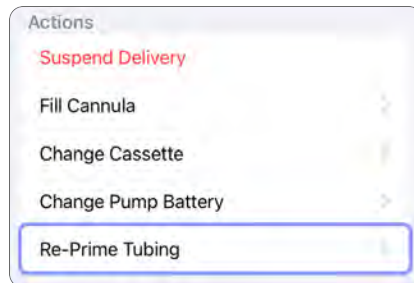 Actions
Suspend Delivery
Fill Cannula
Change Cassette
Change Pump Battery
Re-Prime Tubing